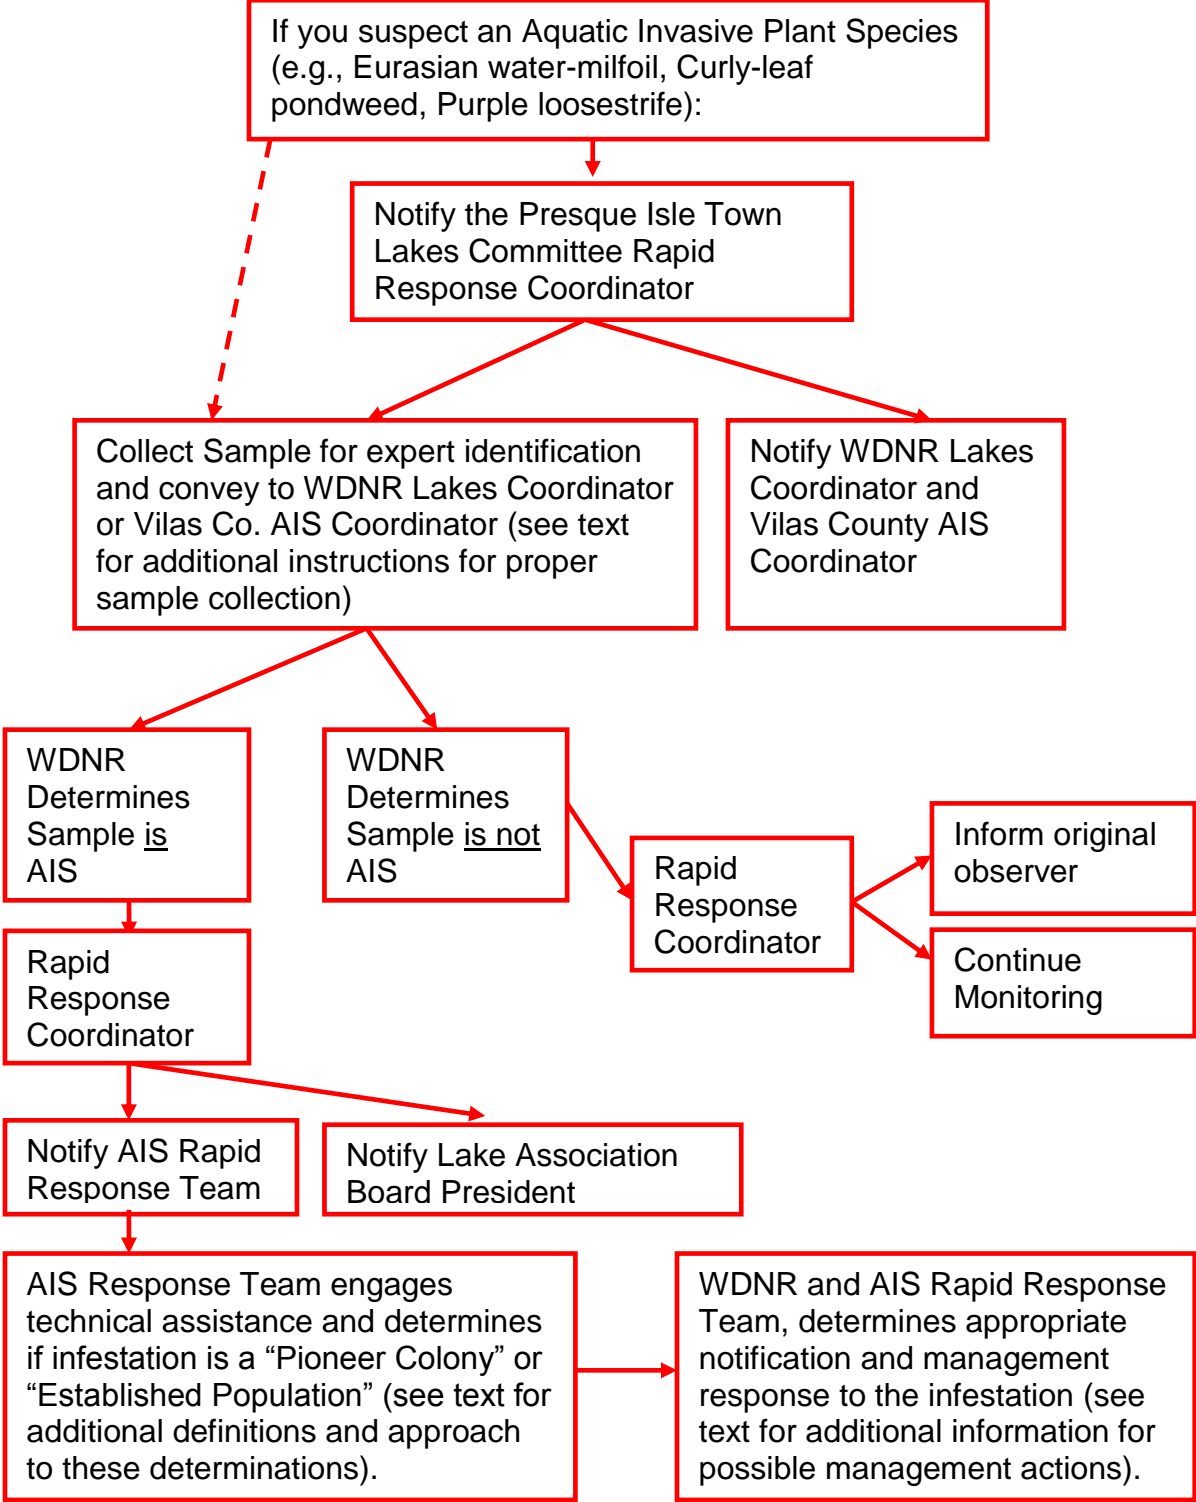 If you suspect an Aquatic Invasive Plant Species
(e.g., Eurasian water-milfoil, Curly-leaf
pondweed, Purple loosestrife):
Notify the Presque Isle Town
Lakes Committee Rapid
Response Coordinator
Collect Sample for expert identification
and convey to WDNR Lakes Coordinator
or Vilas Co. AIS Coordinator (see text
for additional instructions for proper
sample collection)
Notify WDNR Lakes
Coordinator and
Vilas County AIS
Coordinator
WDNR
Determines
Sample is
AIS
WDNR
Determines
Sample is not
AIS
Rapid
Response
Coordinator
Inform original
observer
Continue
Monitoring
Rapid
Response
Coordinator
Notify AIS Rapid
Response Team
Notify Lake Association
Board President
AIS Response Team engages
technical assistance and determines
if infestation is a “Pioneer Colony” or
“Established Population” (see text for
additional definitions and approach
to these determinations).
WDNR and AIS Rapid Response
Team, determines appropriate
notification and management
response to the infestation (see
text for additional information for
possible management actions).